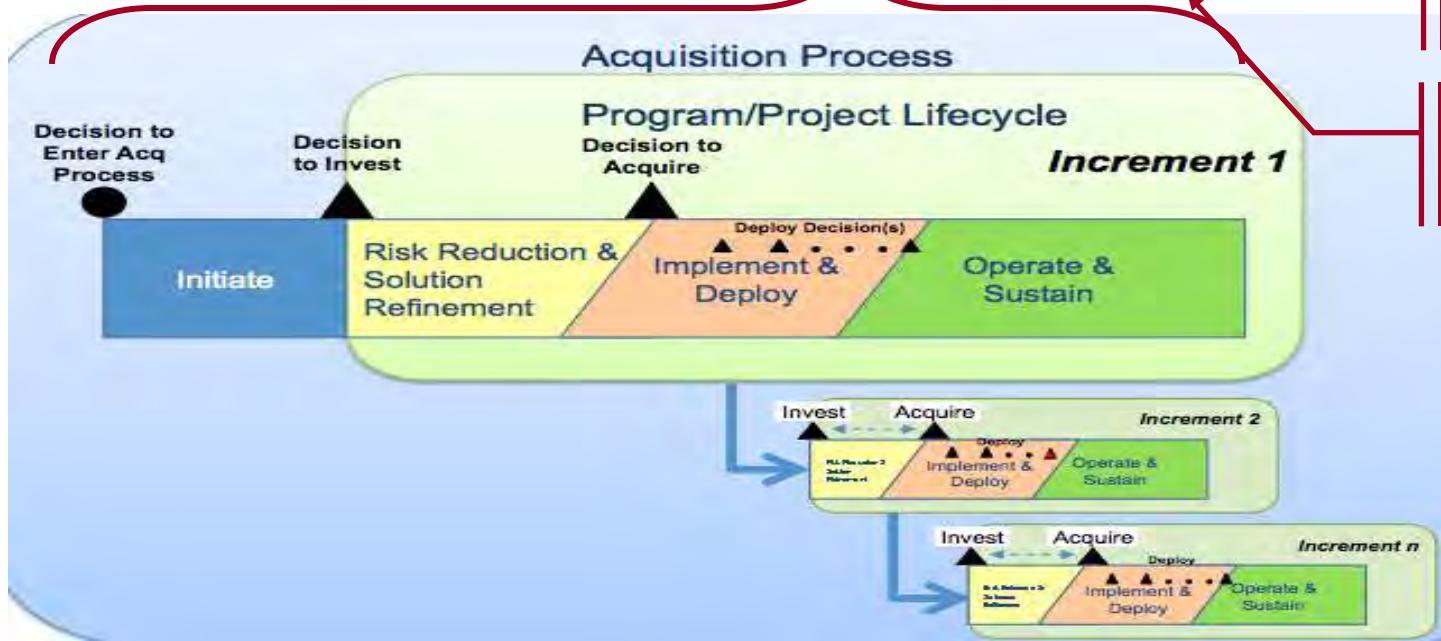 Acquisition Process
Program/Project Lifecycle
Decision to
Enter Acq
Process
Decision
to Invest
Decision to
Acquire
Increment 1
Deploy Decision(s)
Initiate
Risk Reduction &
Solution
Refinement
Implement &
Deploy
Operate &
Sustain
Invest
Acquire
Increment 2
Deploy
Implement &
Deploy
Operate &
Sustain
Invest
Acquire
Increment n
Deploy
Implement &
Deploy
Operate &
Sustain